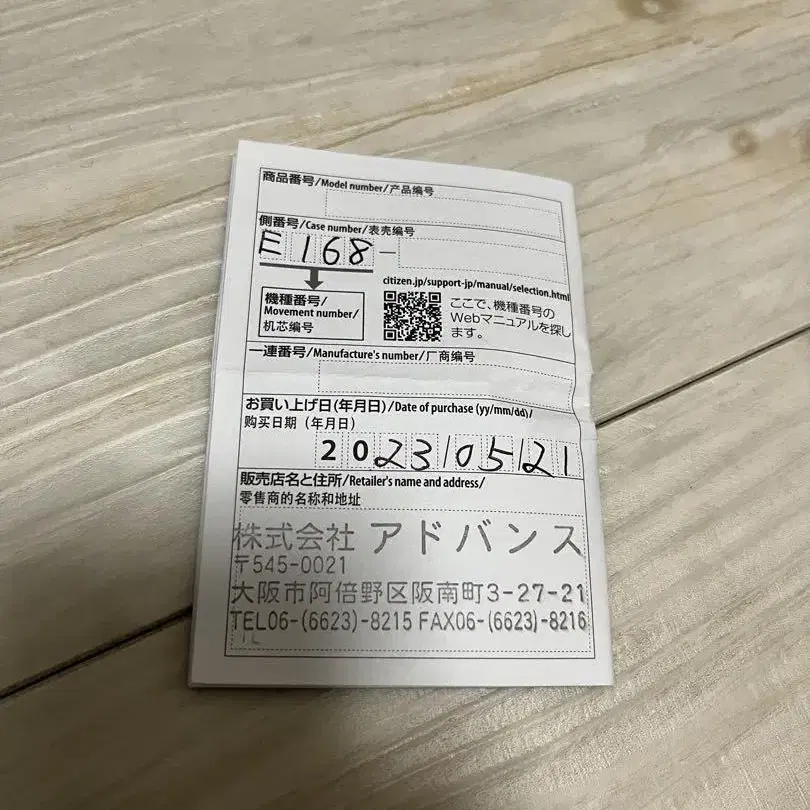 商品番号/Model number/产品编号
側番号/Case number/表壳编号
E168-
機種番号/
Movement number/
机芯编号
citizen.jp/support-jp/manual/selection.html
ここで、機種番号の
Webマニュアルを探し
ます。
一連番号/Manufacture's number/厂商编号
お買い上げ日(年月日)/Date of purchase (yy/mm/dd)/
购买日期(年月日)
2023/05/21
販売店名と住所/Retailer's name and address/
零售商的名称和地址
株式会社 アドバンス
〒545-0021
大阪市阿倍野区阪南町3-27-21
TEL06-(6623)-8215 FAX06-(6623)-8216